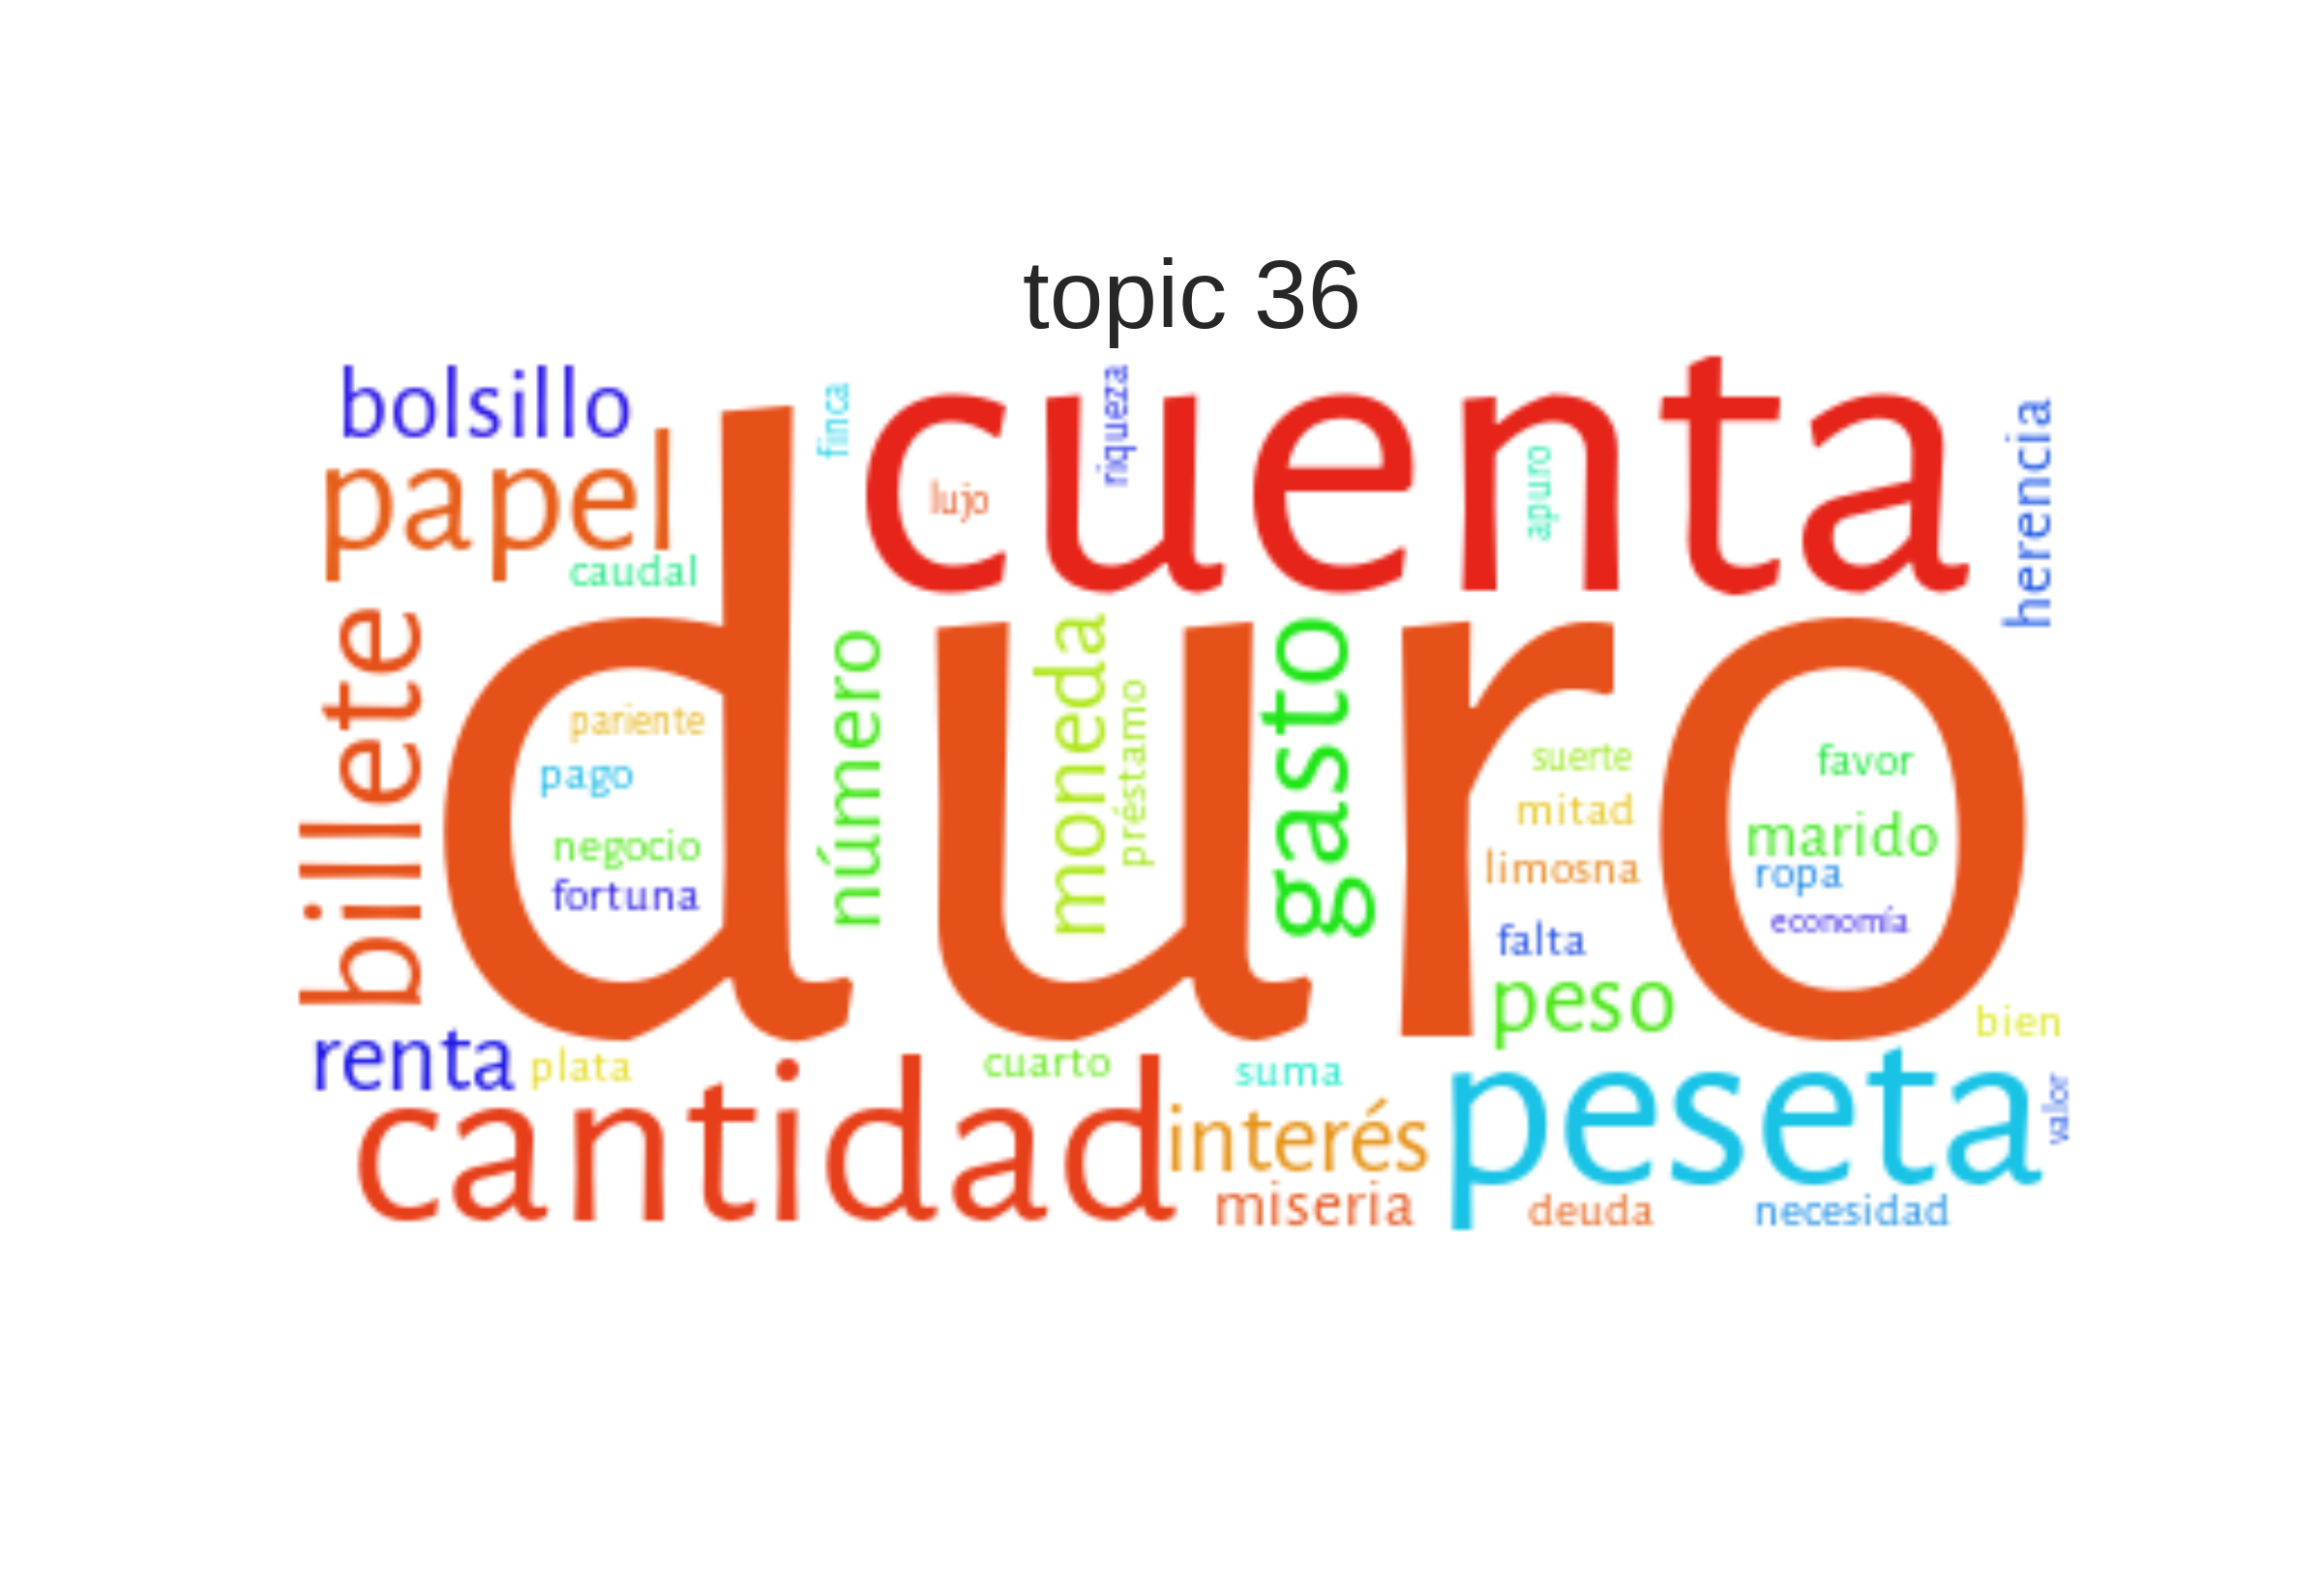 topic 36
bolsillo
finca
cuenta
riqueza
lujo
apuro
herencia
papel
caudal
billete
duro
pariente
pago
negocio
fortuna
número
moneda
préstamo
gasto
suerte
mitad
limosna
falta
peso
favor
marido
ropa
economía
bien
renta
plata
cuarto
suma
cantidad
interés
miseria
peseta
valor
deuda
necesidad